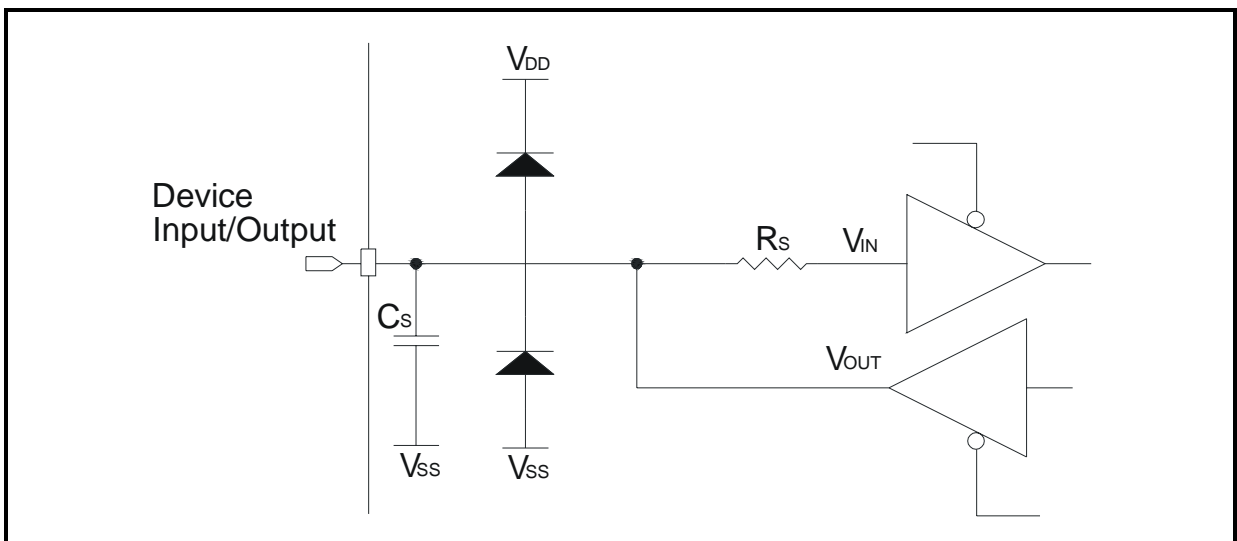 VDD
Device
Input/Output
RS
VIN
CS
VOUT
VSS
VSS